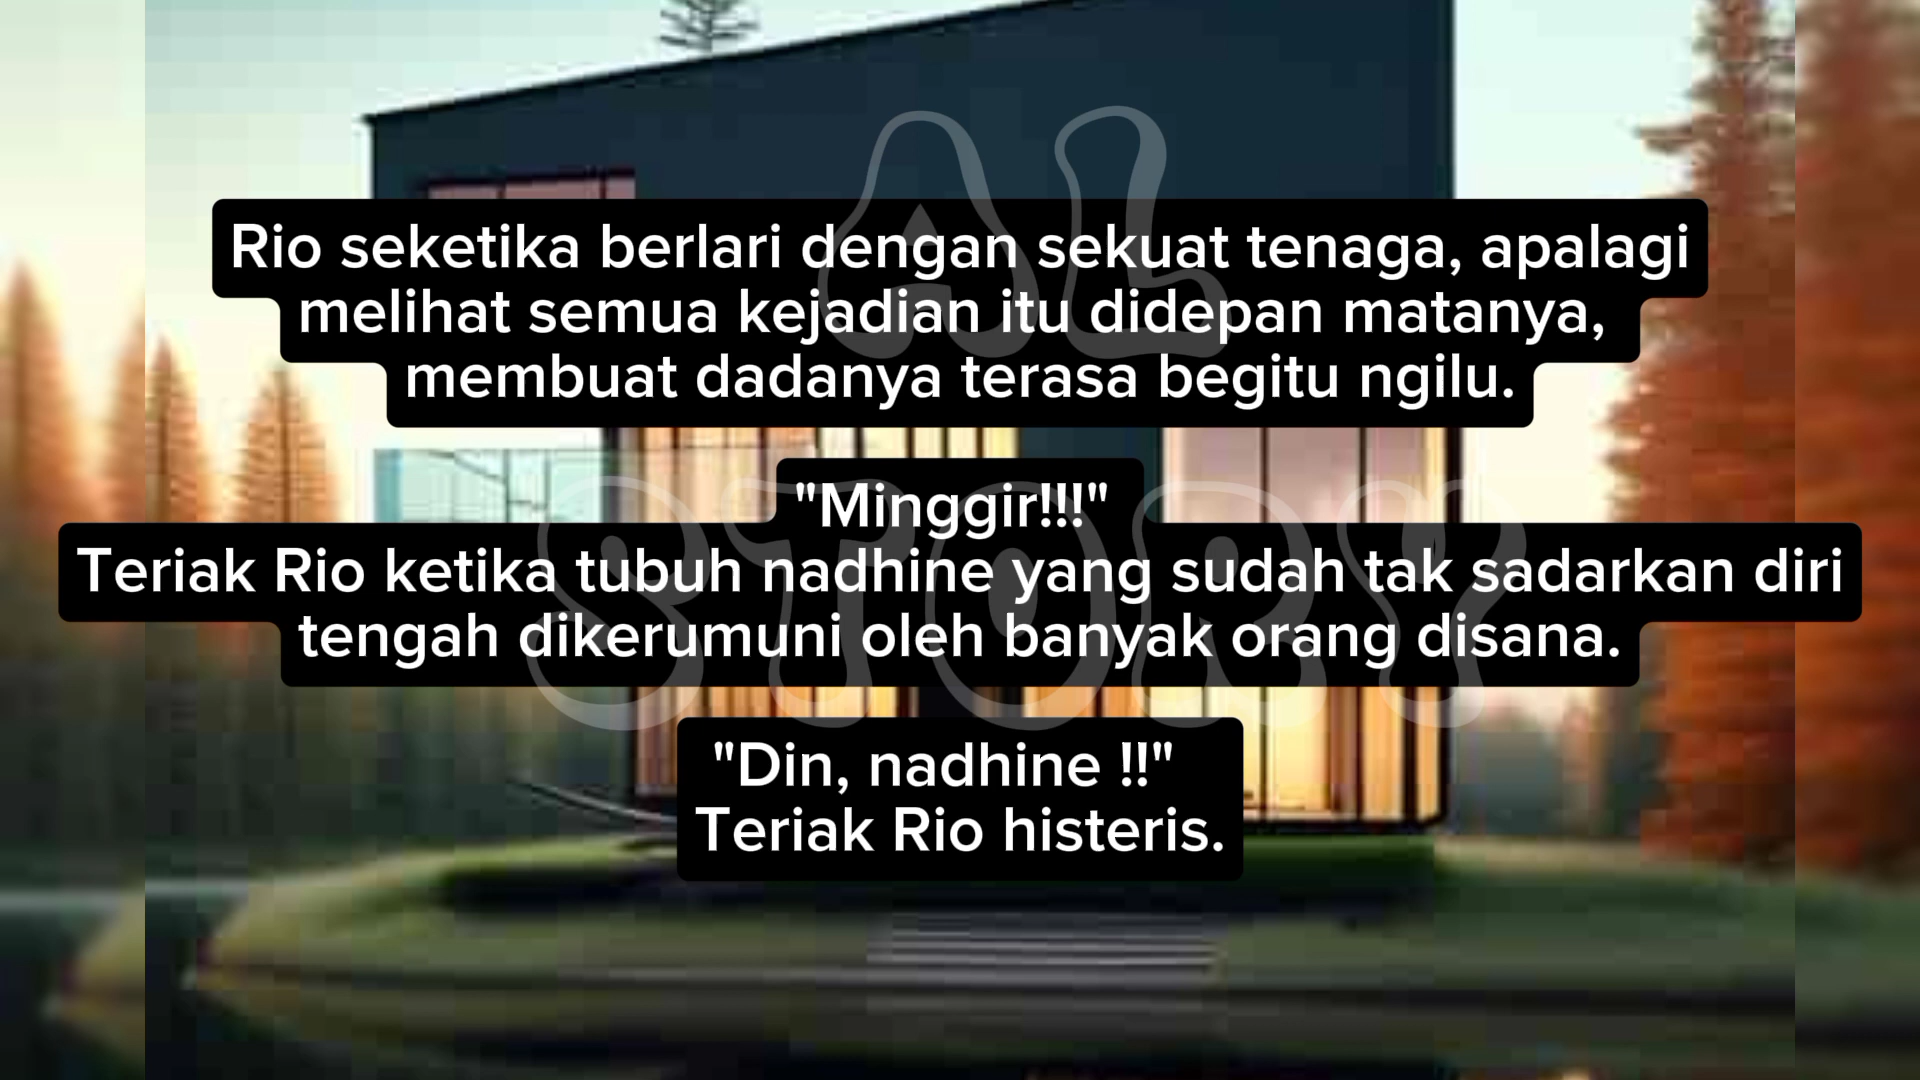 Rio seketika berlari dengan sekuat tenaga, apalagi
melihat semua kejadian itu didepan matanya,
membuat dadanya terasa begitu ngilu.
"Minggir!!!"
Teriak Rio ketika tubuh nadhine yang sudah tak sadarkan diri
tengah dikerumuni oleh banyak orang disana.
"Din, nadhine !!"
Teriak Rio histeris.
AL
STORY